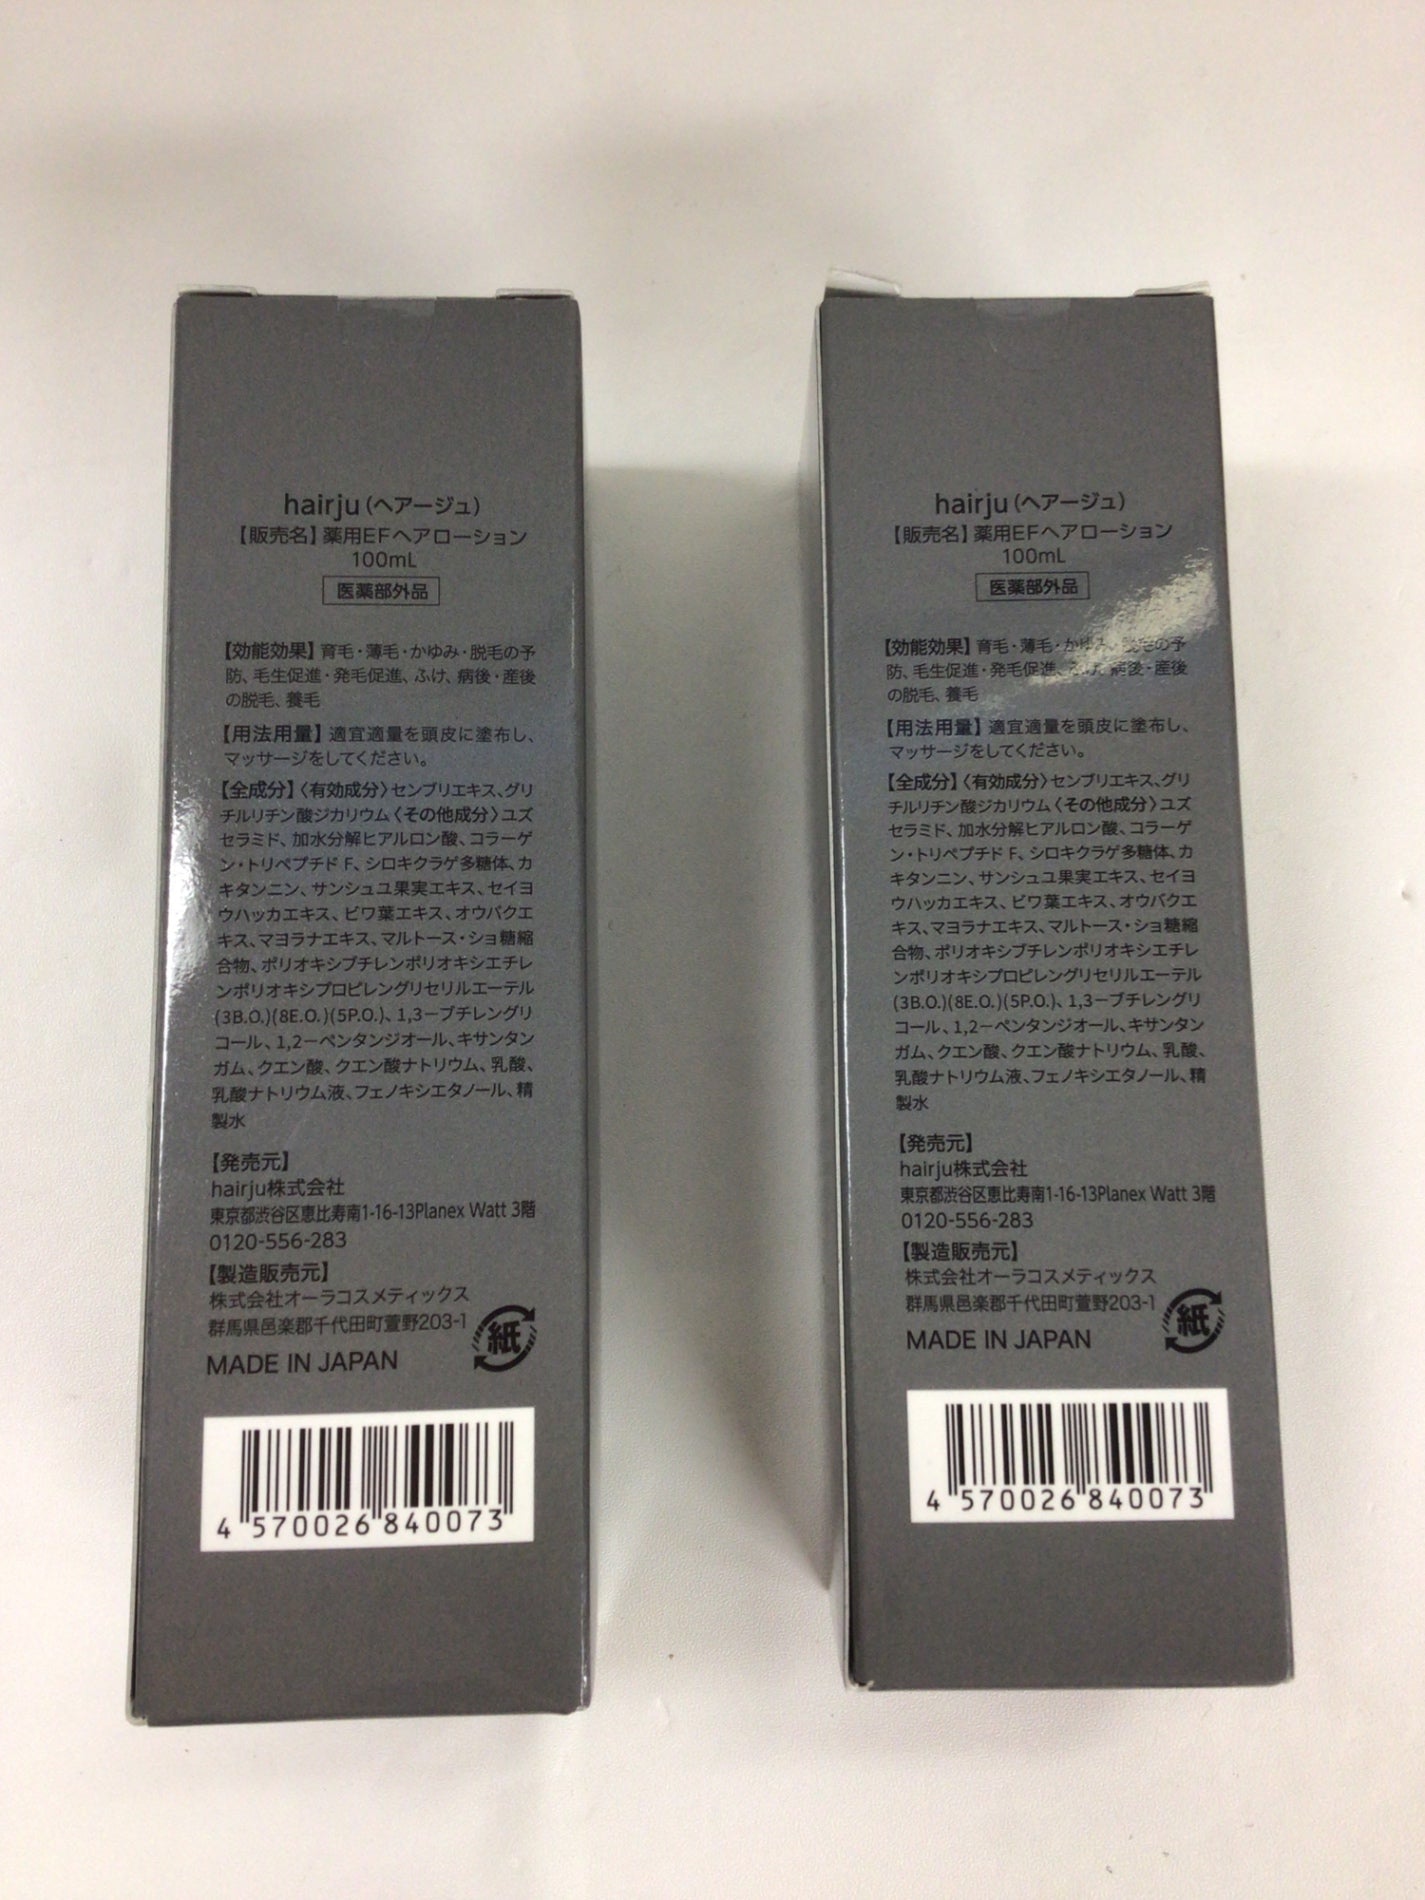 hairju（ヘアージュ）
【販売名】薬用EFヘアローション
100mL
医薬部外品
【効能効果】育毛・薄毛・かゆみ・脱毛の予
防、毛生促進・発毛促進、ふけ、病後・産後
の脱毛、養毛
【用法用量】適宜適量を頭皮に塗布し、
マッサージをしてください。
【全成分】〈有効成分〉センブリエキス、グリ
チルリチン酸ジカリウム〈その他成分〉ユズ
セラミド、加水分解ヒアルロン酸、コラーゲ
ン・トリペプチド F、シロキクラゲ多糖体、カ
キタンニン、サンシュユ果実エキス、セイヨ
ウハッカエキス、ビワ葉エキス、オウバクエ
キス、マヨラナエキス、マルトース・ショ糖縮
合物、ポリオキシブチレンポリオキシエチレ
ンポリオキシプロピレングリセリルエーテル
(3B.O.)(8E.O.)(5P.O.)、1,3－ブチレングリ
コール、1,2－ペンタンジオール、キサンタン
ガム、クエン酸、クエン酸ナトリウム、乳酸、
乳酸ナトリウム液、フェノキシエタノール、精
製水
【発売元】
hairju株式会社
東京都渋谷区恵比寿南1-16-13Planex Watt 3階
0120-556-283
【製造販売元】
株式会社オーラコスメティックス
群馬県邑楽郡千代田町萱野203-1
MADE IN JAPAN
紙
4 570026 840073
hairju（ヘアージュ）
【販売名】薬用EFヘアローション
100mL
医薬部外品
【効能効果】育毛・薄毛・かゆみ、脱毛の予
防、毛生促進・発毛促進、ふけ、病後・産後
の脱毛、養毛
【用法用量】適宜適量を頭皮に塗布し、
マッサージをしてください。
【全成分】〈有効成分〉センブリエキス、グリ
チルリチン酸ジカリウム〈その他成分〉ユズ
セラミド、加水分解ヒアルロン酸、コラーゲ
ン・トリペプチド F、シロキクラゲ多糖体、カ
キタンニン、サンシュユ果実エキス、セイヨ
ウハッカエキス、ビワ葉エキス、オウバクエ
キス、マヨラナエキス、マルトース・ショ糖縮
合物、ポリオキシブチレンポリオキシエチレ
ンポリオキシプロピレングリセリルエーテル
(3B.O.)(8E.O.)(5P.O.)、1,3－ブチレングリ
コール、1,2－ペンタンジオール、キサンタン
ガム、クエン酸、クエン酸ナトリウム、乳酸、
乳酸ナトリウム液、フェノキシエタノール、精
製水
【発売元】
hairju株式会社
東京都渋谷区恵比寿南1-16-13Planex Watt 3階
0120-556-283
【製造販売元】
株式会社オーラコスメティックス
群馬県邑楽郡千代田町萱野203-1
MADE IN JAPAN
紙
4 570026 840073